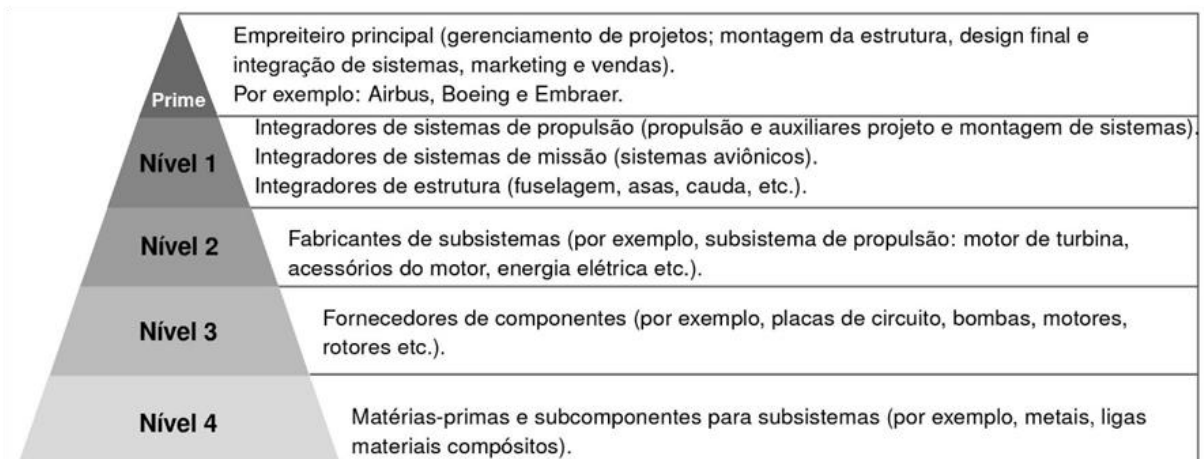 Empreiteiro principal (gerenciamento de projetos; montagem da estrutura, design final e
integração de sistemas, marketing e vendas).
Por exemplo: Airbus, Boeing e Embraer.
Prime
Integradores de sistemas de propulsão (propulsão e auxiliares projeto e montagem de sistemas).
Integradores de sistemas de missão (sistemas aviônicos).
Integradores de estrutura (fuselagem, asas, cauda, etc.).
Nível 1
Fabricantes de subsistemas (por exemplo, subsistema de propulsão: motor de turbina,
acessórios do motor, energia elétrica etc.).
Nível 2
Fornecedores de componentes (por exemplo, placas de circuito, bombas, motores,
rotores etc.).
Nível 3
Matérias-primas e subcomponentes para subsistemas (por exemplo, metais, ligas
materiais compósitos).
Nível 4